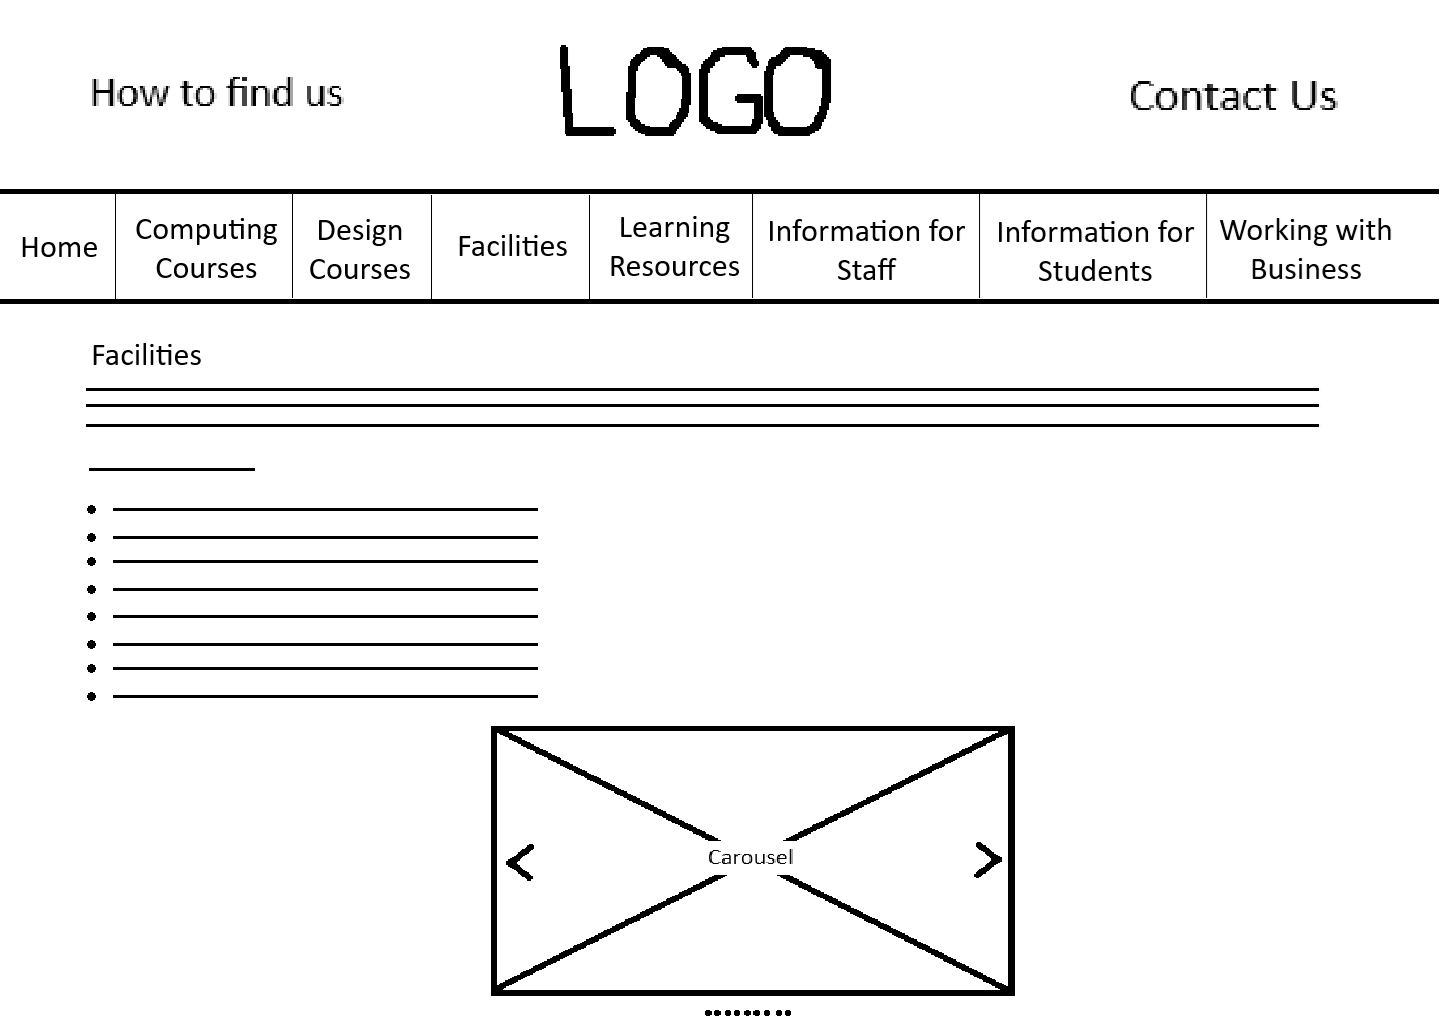 How to find us
LOGO
Contact Us
Home
Computing
Courses
Design
Courses
Facilities
Learning
Resources
Information for
Staff
Information for
Students
Working with
Business
Facilities
Carousel